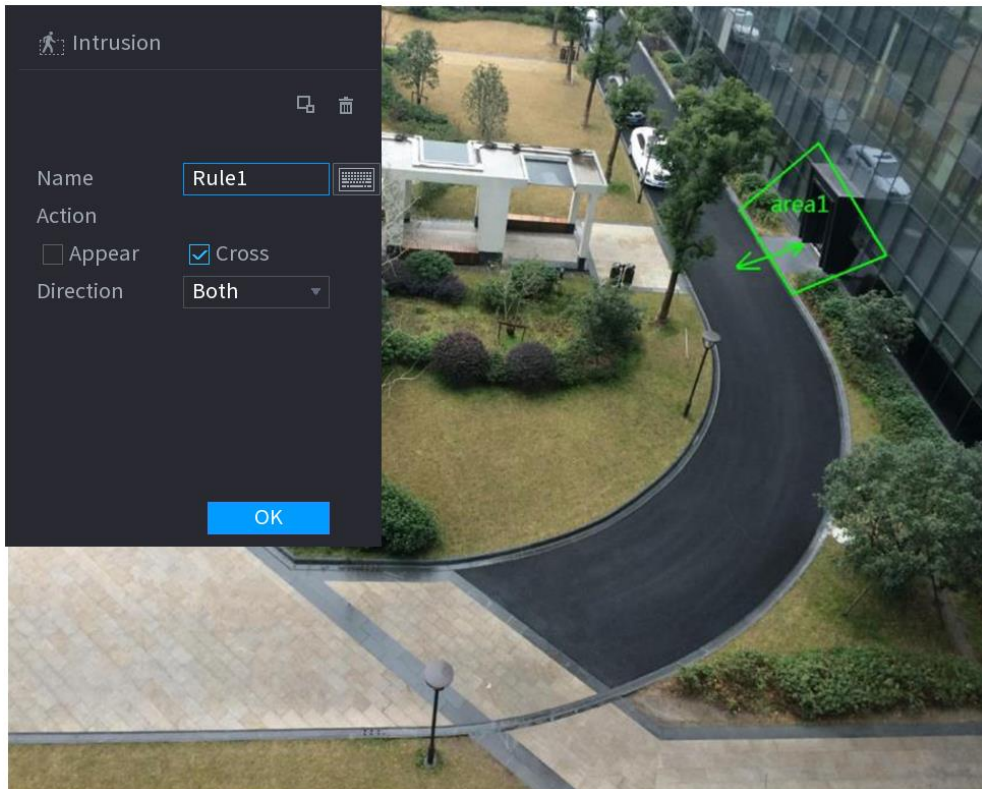 Intrusion
Name Rule1
Action
Appear Cross
Direction Both
OK
area1